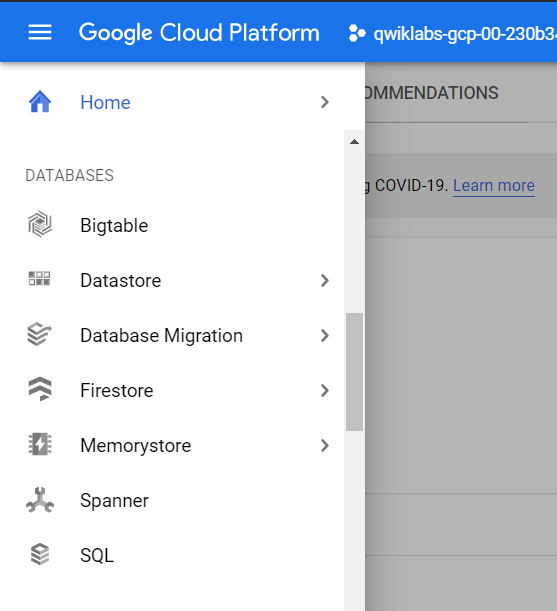 Google Cloud Platform
qwiklabs-gcp-00-230b3
Home
OMMENDATIONS
DATABASES
g COVID-19. Learn more
Bigtable
Datastore
Database Migration
Firestore
Memorystore
Spanner
SQL